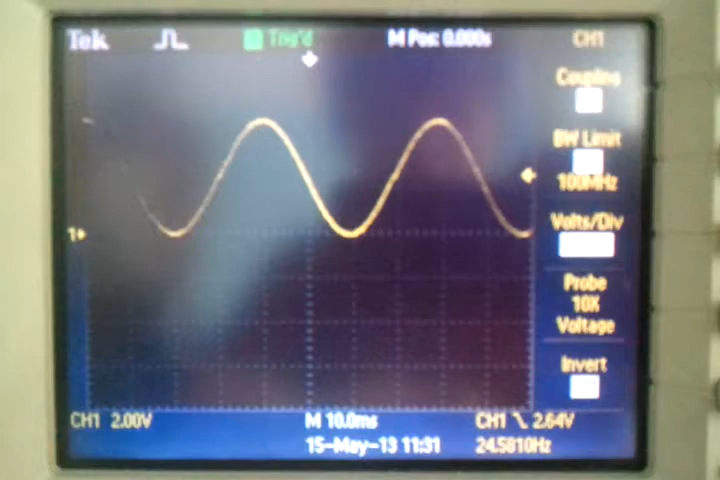 Tek Trig'd M Pos: 0.000s CH1
Coupling
BW Limit
100MHz
Volts/Div
Probe
10X
Voltage
Invert
1
CH1 2.00V M 10.0ms CH1 2.64V
15-May-13 11:31 24.5810Hz